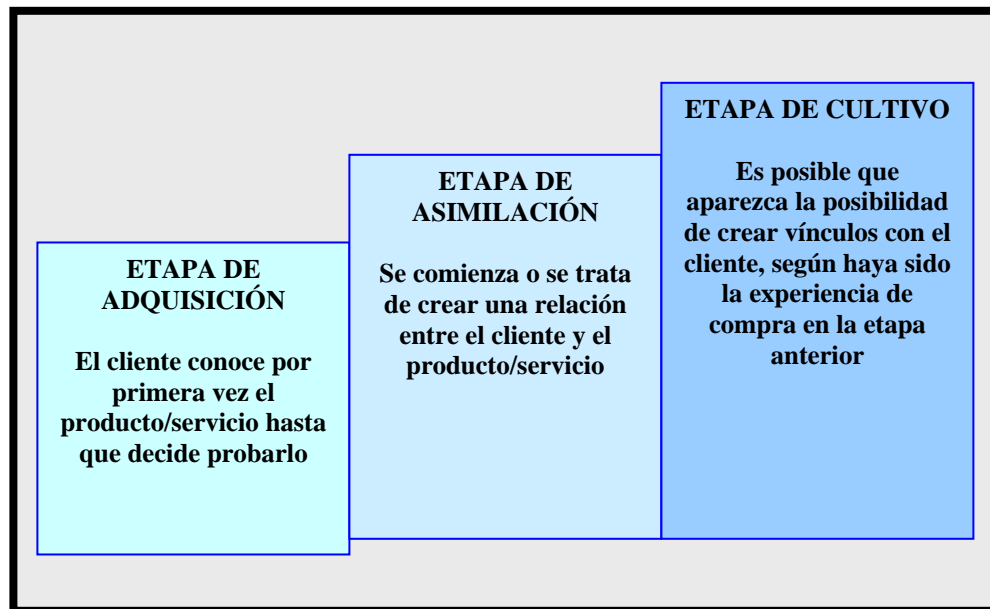 ETAPA DE
ADQUISICIÓN
El cliente conoce por
primera vez el
producto/servicio hasta
que decide probarlo
ETAPA DE
ASIMILACIÓN
Se comienza o se trata
de crear una relación
entre el cliente y el
producto/servicio
ETAPA DE CULTIVO
Es posible que
aparezca la posibilidad
de crear vínculos con el
cliente, según haya sido
la experiencia de
compra en la etapa
anterior